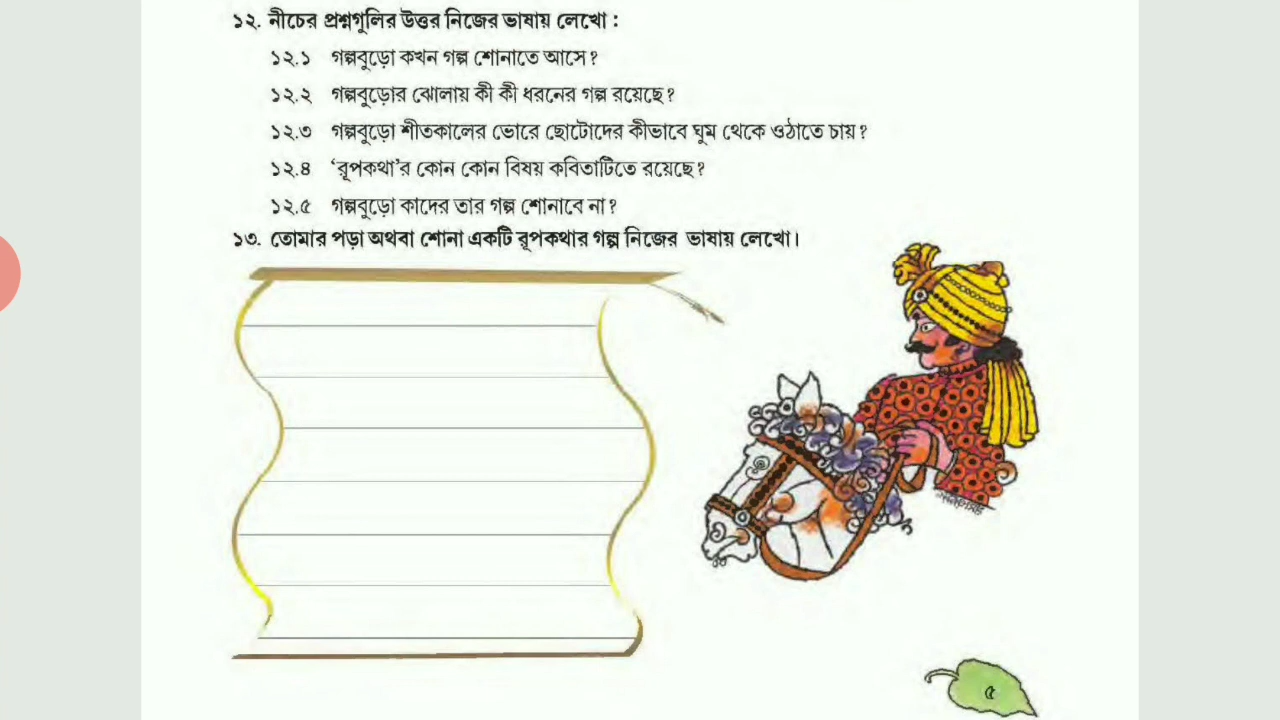 ১২. নীচের প্রশ্নগুলির উত্তর নিজের ভাষায় লেখো :
১২.১ গল্পবুড়ো কখন গল্প শোনাতে আসে?
১২.২ গল্পবুড়োর ঝোলায় কী কী ধরনের গল্প রয়েছে?
১২.৩ গল্পবুড়ো শীতকালের ভোরে ছোটোদের কীভাবে ঘুম থেকে ওঠাতে চায়?
১২.৪ ‘রূপকথা’র কোন কোন বিষয় কবিতাটিতে রয়েছে?
১২.৫ গল্পবুড়ো কাদের তার গল্প শোনাবে না?
১৩. তোমার পড়া অথবা শোনা একটি রূপকথার গল্প নিজের ভাষায় লেখো।
৫